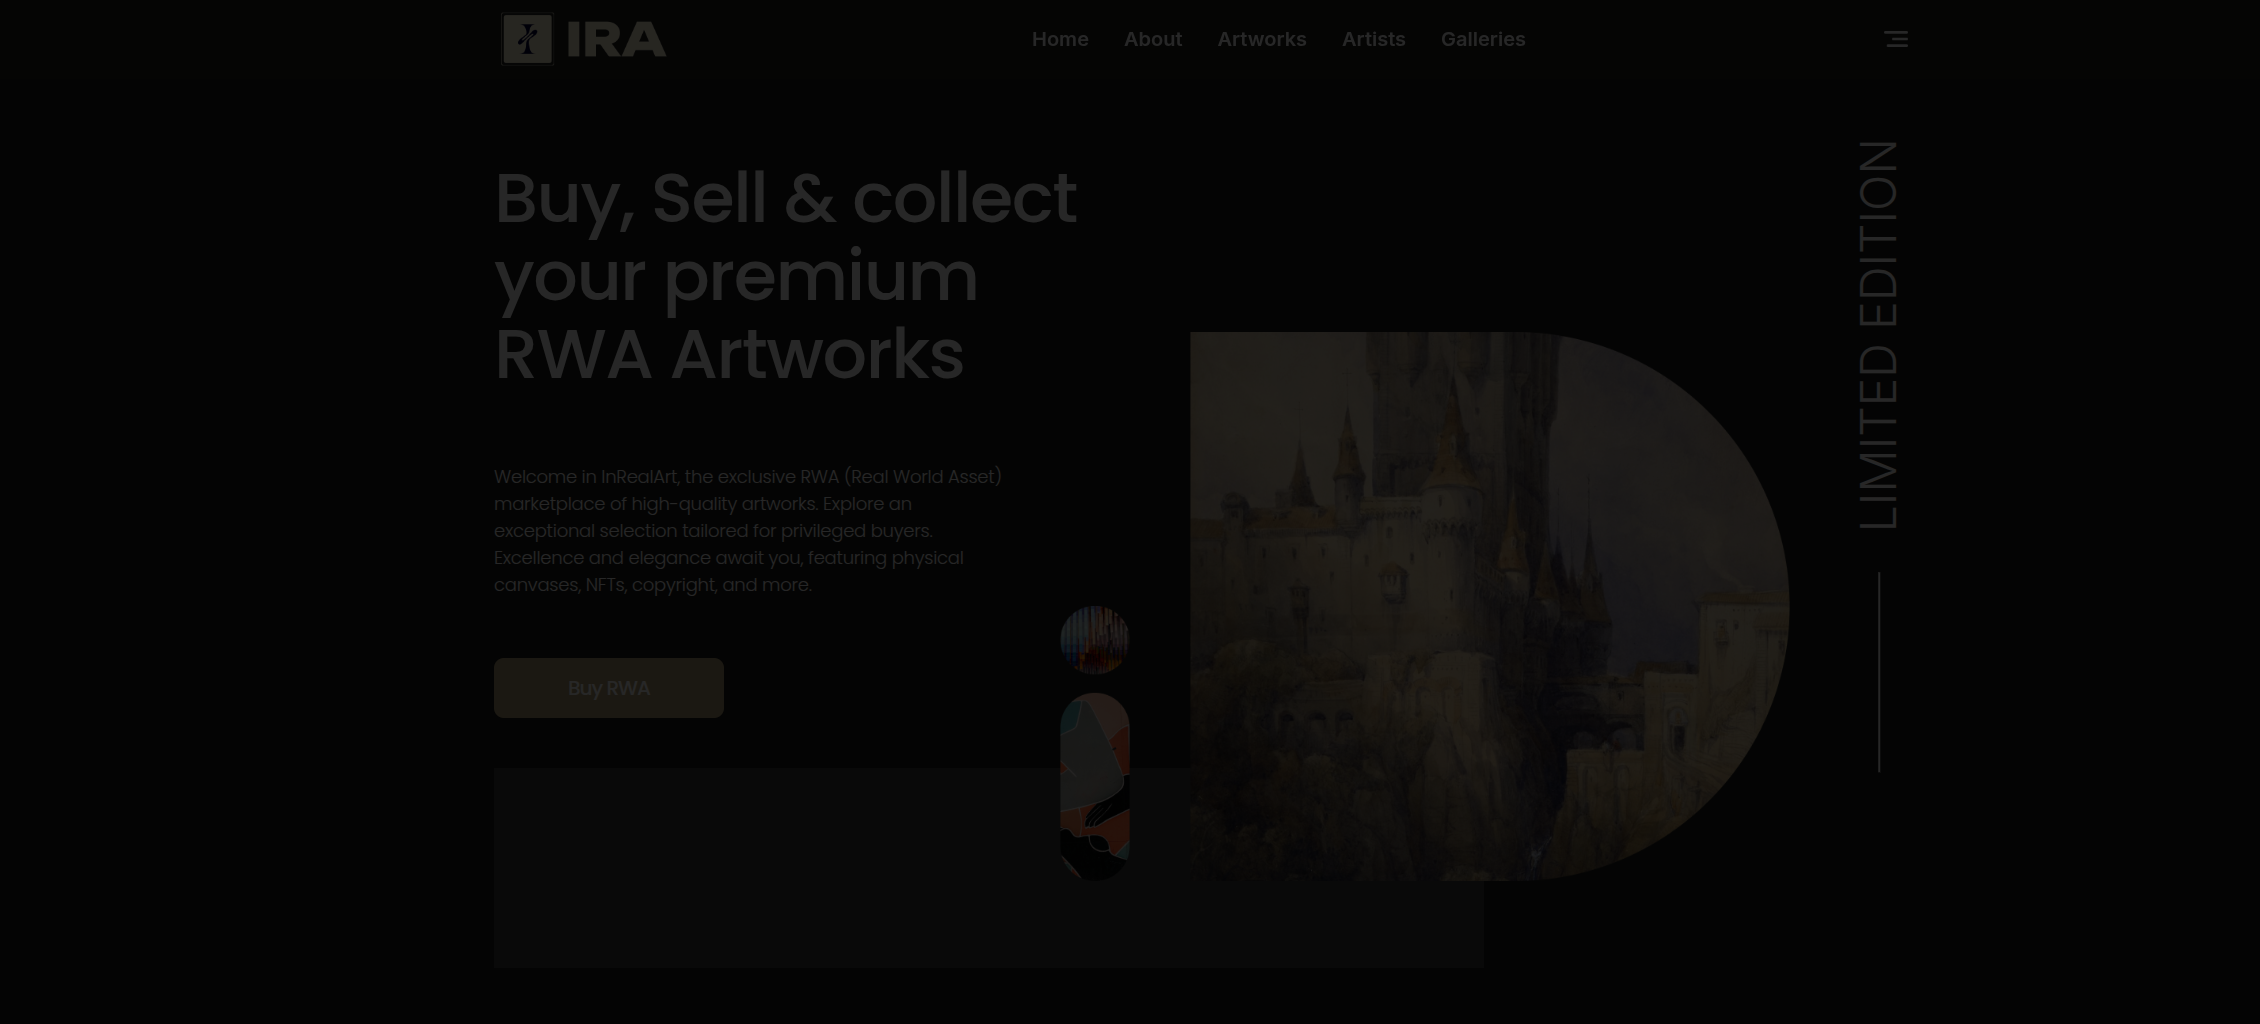 IRA
Home About Artworks Artists Galleries
Buy, Sell & collect
your premium
RWA Artworks
Welcome in InRealArt, the exclusive RWA (Real World Asset)
marketplace of high-quality artworks. Explore an
exceptional selection tailored for privileged buyers.
Excellence and elegance await you, featuring physical
canvases, NFTs, copyright, and more.
Buy RWA
LIMITED EDITION